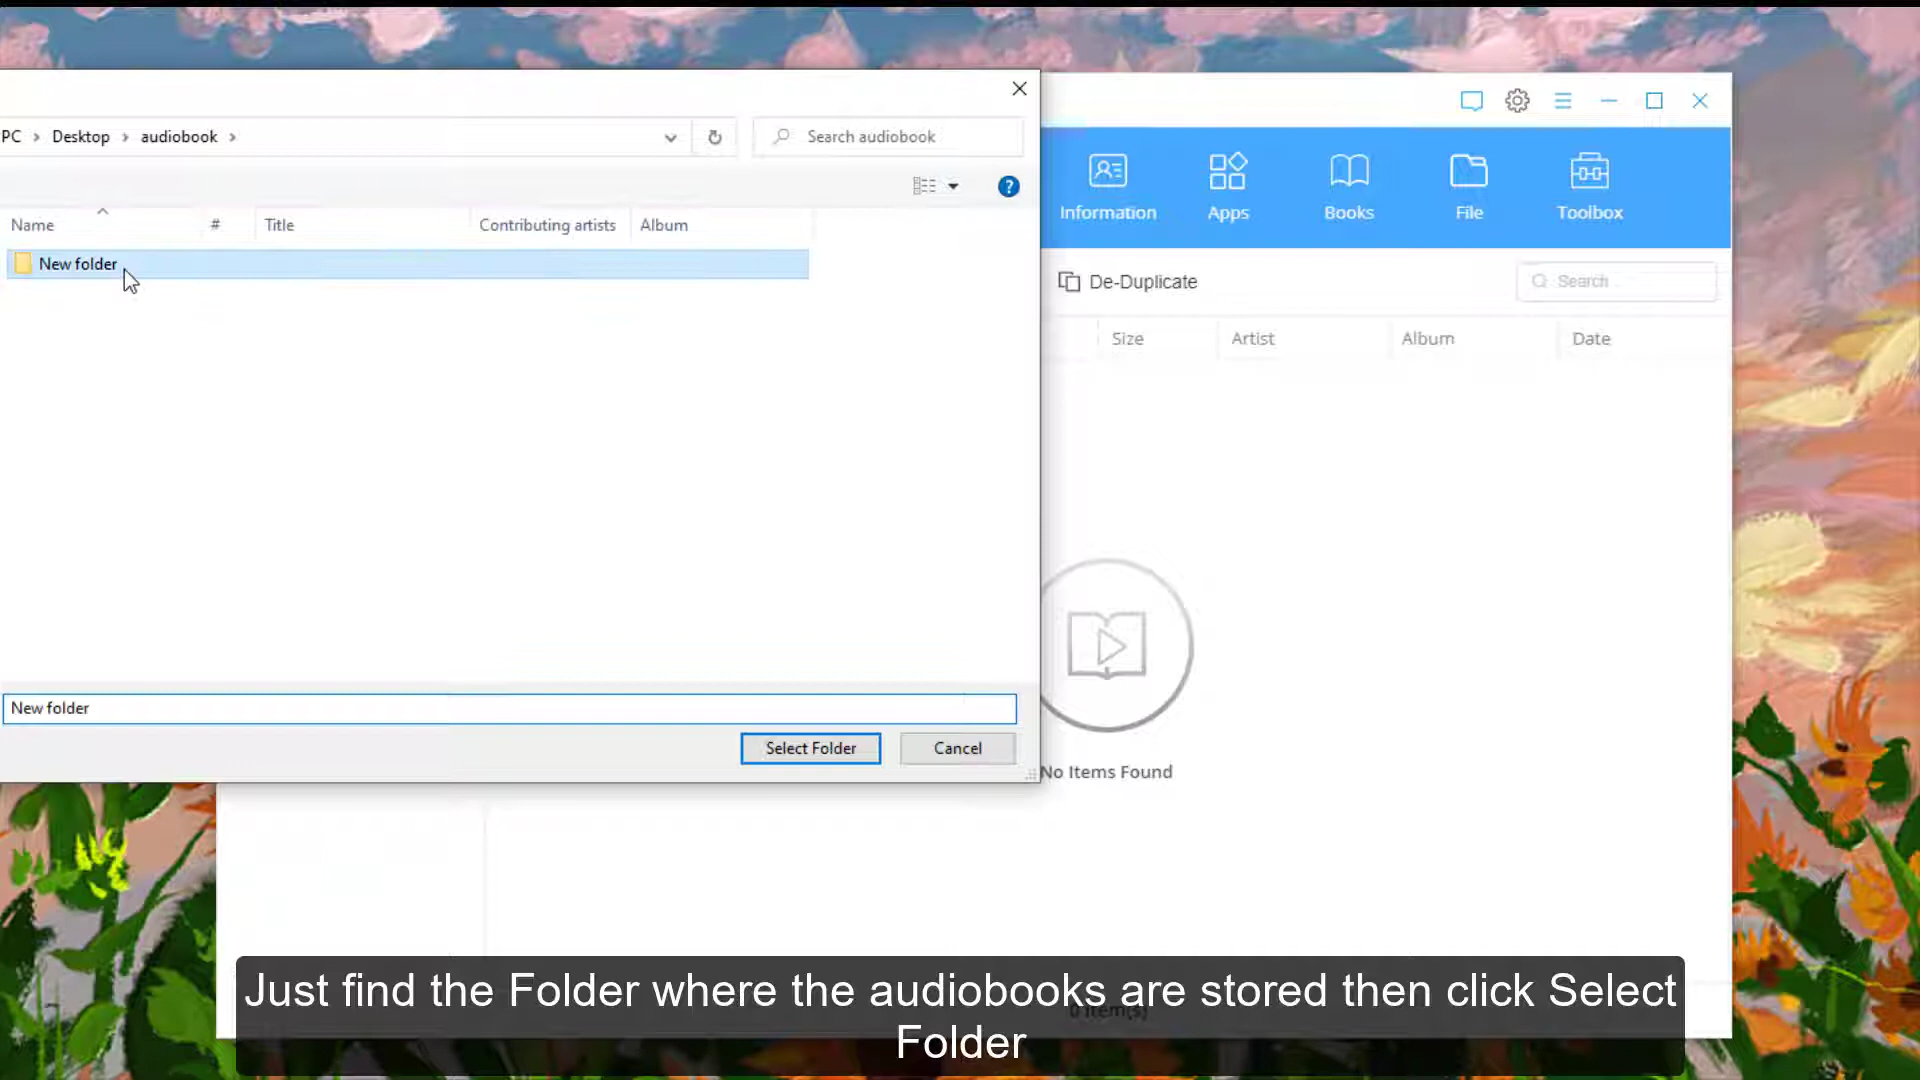 PC > Desktop > audiobook >
Search audiobook
?
Name # Title Contributing artists Album
New folder
New folder
Select Folder Cancel
Information Apps Books File Toolbox
De-Duplicate
Search
Size Artist Album Date
No Items Found
0 item(s)
Just find the Folder where the audiobooks are stored then click Select
Folder